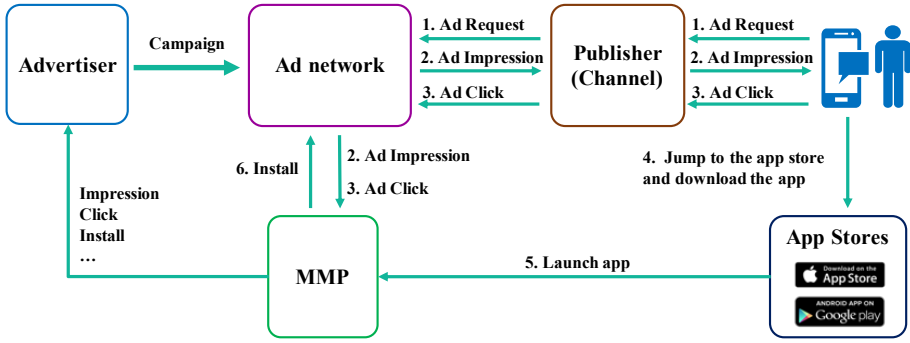 Campaign
Advertiser
Ad network
1. Ad Request
2. Ad Impression
3. Ad Click
Publisher
(Channel)
1. Ad Request
2. Ad Impression
3. Ad Click
6. Install
2. Ad Impression
3. Ad Click
4. Jump to the app store
and download the app
Impression
Click
Install
...
MMP
5. Launch app
App Stores
Download on the
App Store
ANDROID APP ON
Google play